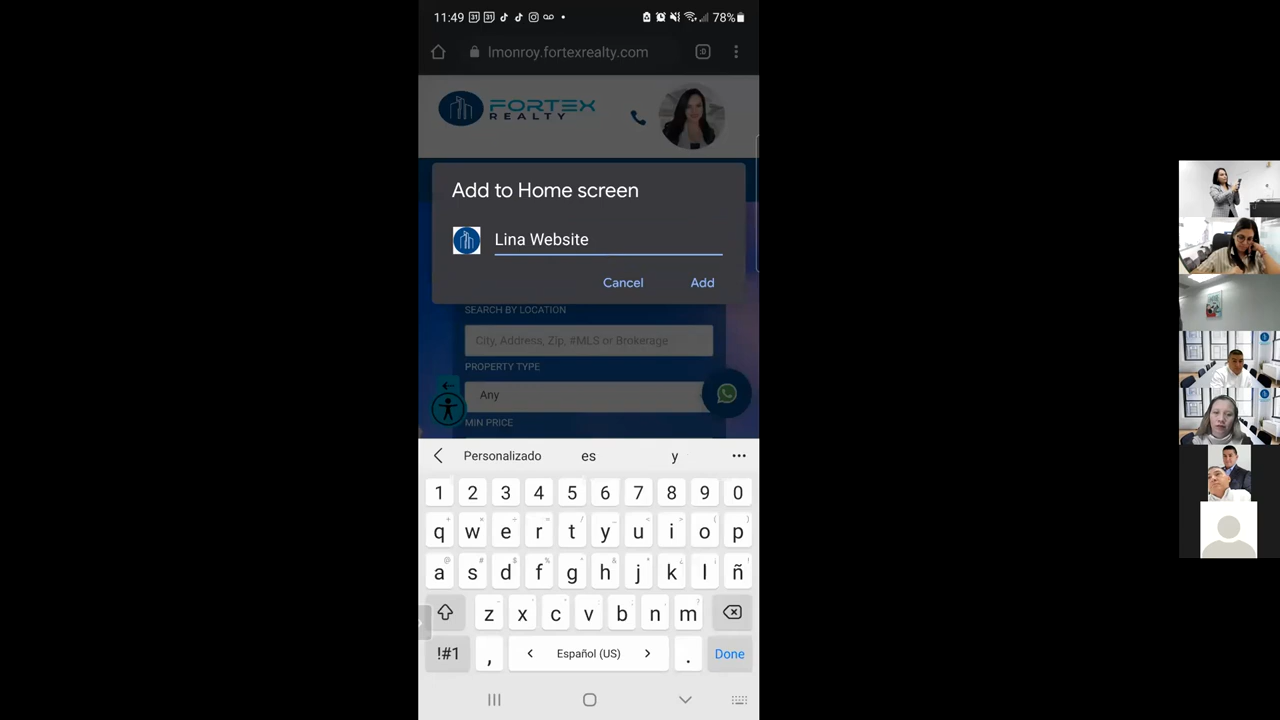 11:49 78%
lmonroy.fortexrealty.com :D
FORTEX
REALTY
Add to Home screen
Lina Website
Cancel Add
SEARCH BY LOCATION
City, Address, Zip, #MLS or Brokerage
PROPERTY TYPE
Any
MIN PRICE
Personalizado es y
1 2 3 4 5 6 7 8 9 0
q w e r t y u i o p
a s d f g h j k l ñ
z x c v b n m
!#1 , Español (US) . Done